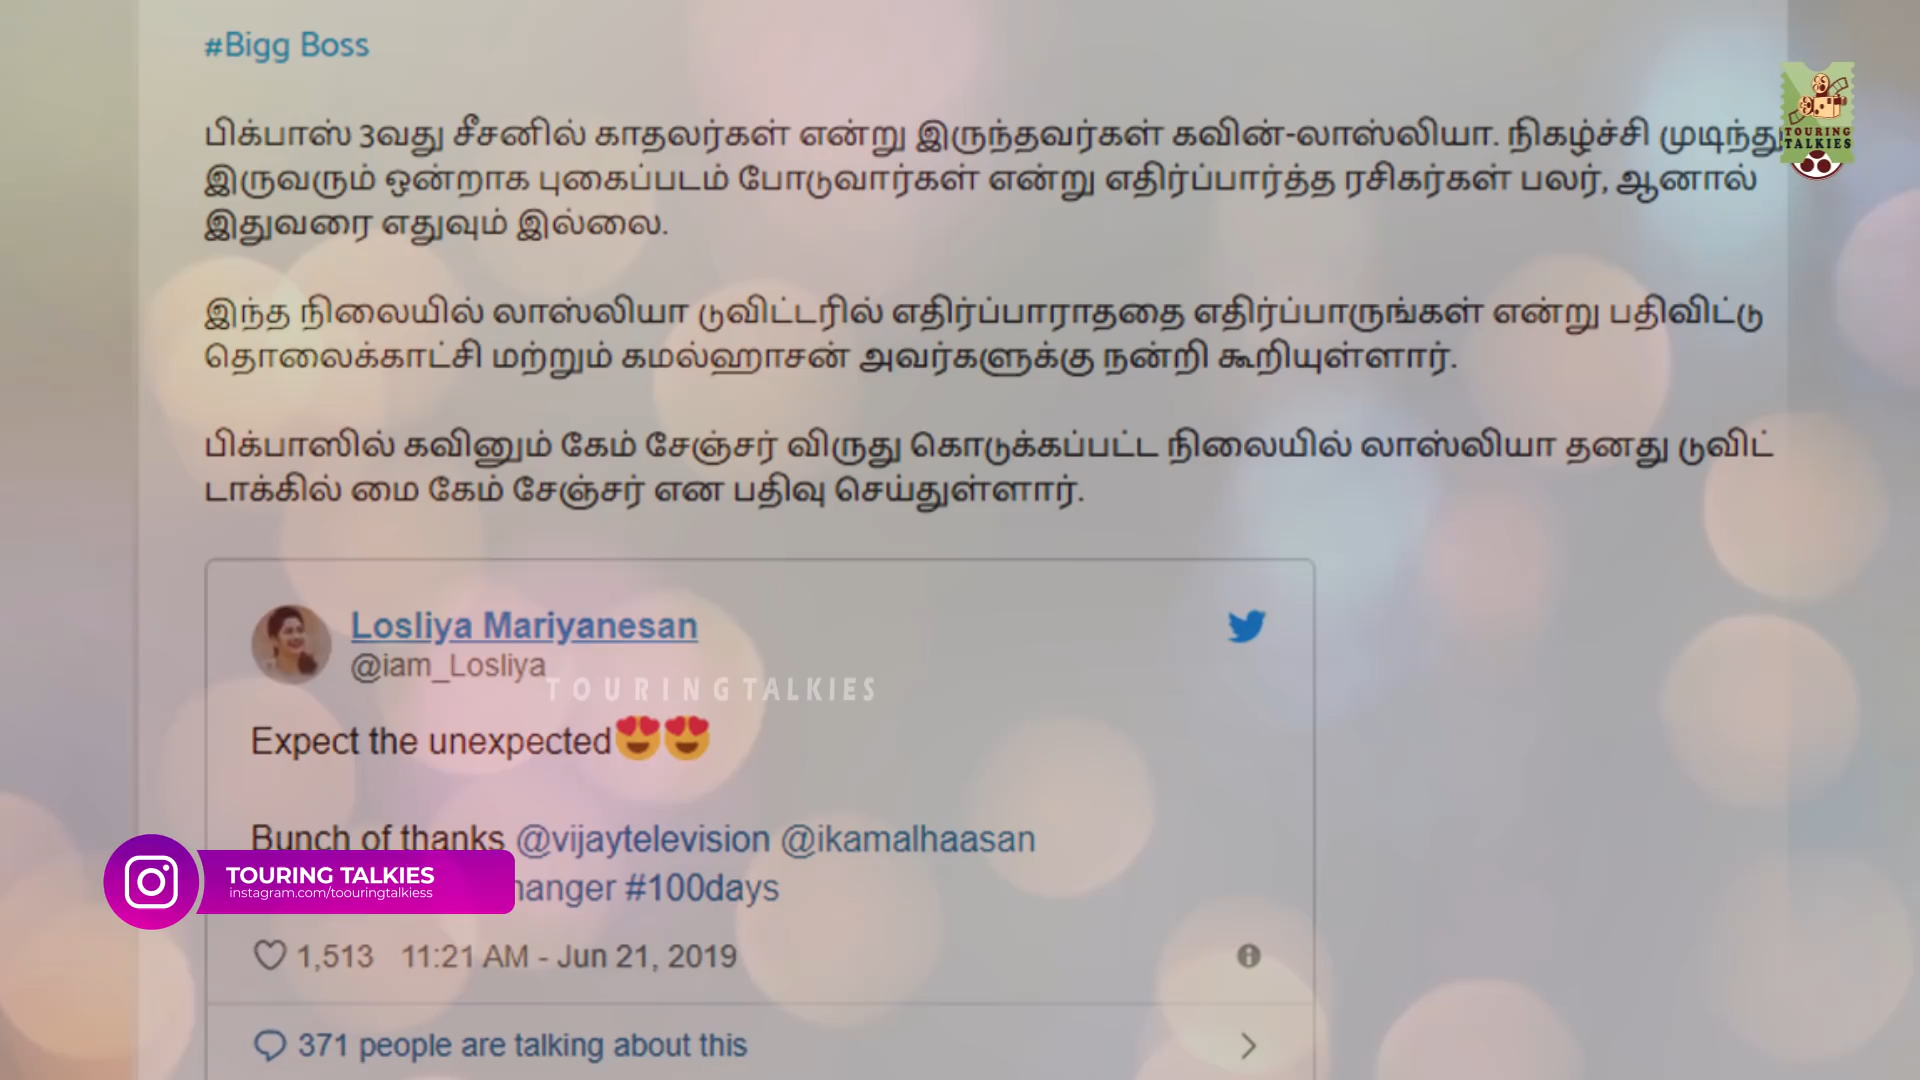 #Bigg Boss
பிக்பாஸ் 3வது சீசனில் காதலர்கள் என்று இருந்தவர்கள் கவின்-லாஸ்லியா. நிகழ்ச்சி முடிந்து
இருவரும் ஒன்றாக புகைப்படம் போடுவார்கள் என்று எதிர்ப்பார்த்த ரசிகர்கள் பலர், ஆனால்
இதுவரை எதுவும் இல்லை.
இந்த நிலையில் லாஸ்லியா டுவிட்டரில் எதிர்ப்பாராததை எதிர்ப்பாருங்கள் என்று பதிவிட்டு
தொலைக்காட்சி மற்றும் கமல்ஹாசன் அவர்களுக்கு நன்றி கூறியுள்ளார்.
பிக்பாஸில் கவினும் கேம் சேஞ்சர் விருது கொடுக்கப்பட்ட நிலையில் லாஸ்லியா தனது டுவிட்
டாக்கில் மை கேம் சேஞ்சர் என பதிவு செய்துள்ளார்.
TOURING
TALKIES
Losliya Mariyanesan
@iam_Losliya
TOURING TALKIES
Expect the unexpected😍😍
Bunch of thanks @vijaytelevision @ikamalhaasan
hanger #100days
TOURING TALKIES
instagram.com/toouringtalkiess
1,513 11:21 AM - Jun 21, 2019
371 people are talking about this